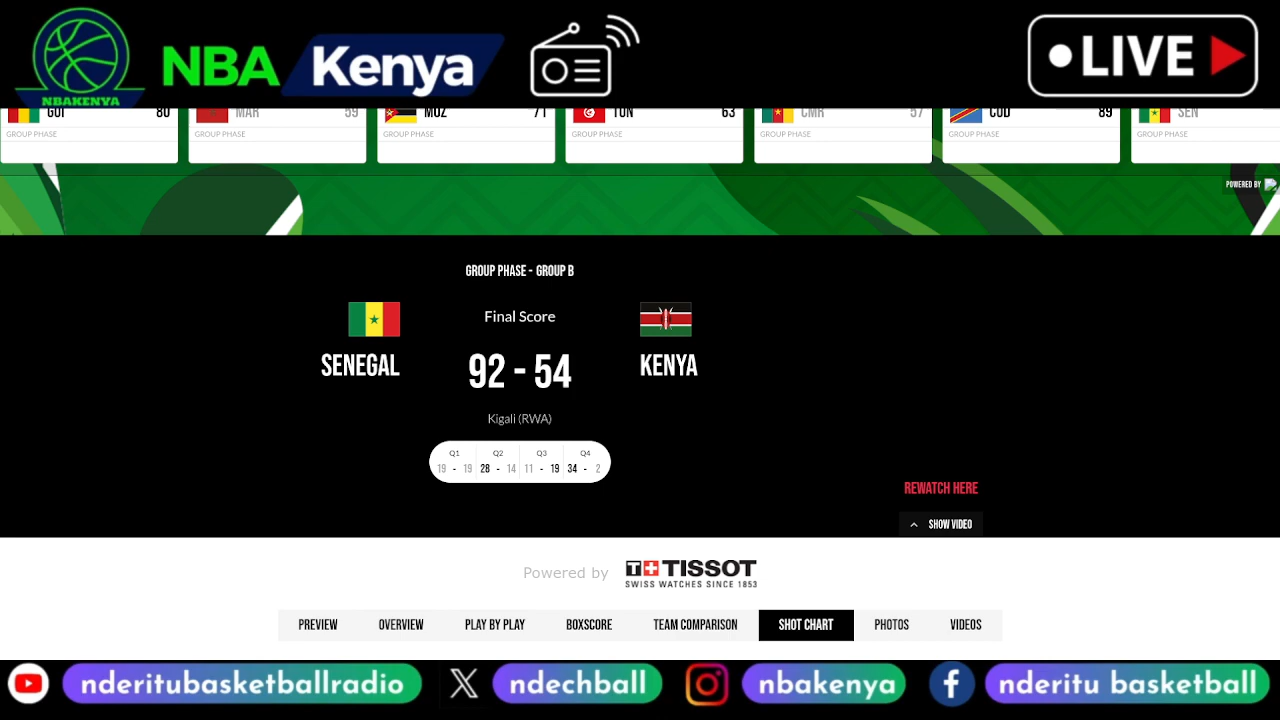 NBAKENYA
NBA Kenya
LIVE
GUI 80
MAR 59
MOZ 71
TUN 63
CMR 57
COD 89
SEN
GROUP PHASE
GROUP PHASE
GROUP PHASE
GROUP PHASE
GROUP PHASE
GROUP PHASE
GROUP PHASE
POWERED BY
GROUP PHASE - GROUP B
Final Score
SENEGAL
92 - 54
KENYA
Kigali (RWA)
Q1 Q2 Q3 Q4
19 - 19 28 - 14 11 - 19 34 - 2
REWATCH HERE
SHOW VIDEO
Powered by
T+ TISSOT
SWISS WATCHES SINCE 1853
PREVIEW OVERVIEW PLAY BY PLAY BOXSCORE TEAM COMPARISON SHOT CHART PHOTOS VIDEOS
nderitubasketballradio
ndechball
nbakenya
nderitu basketball